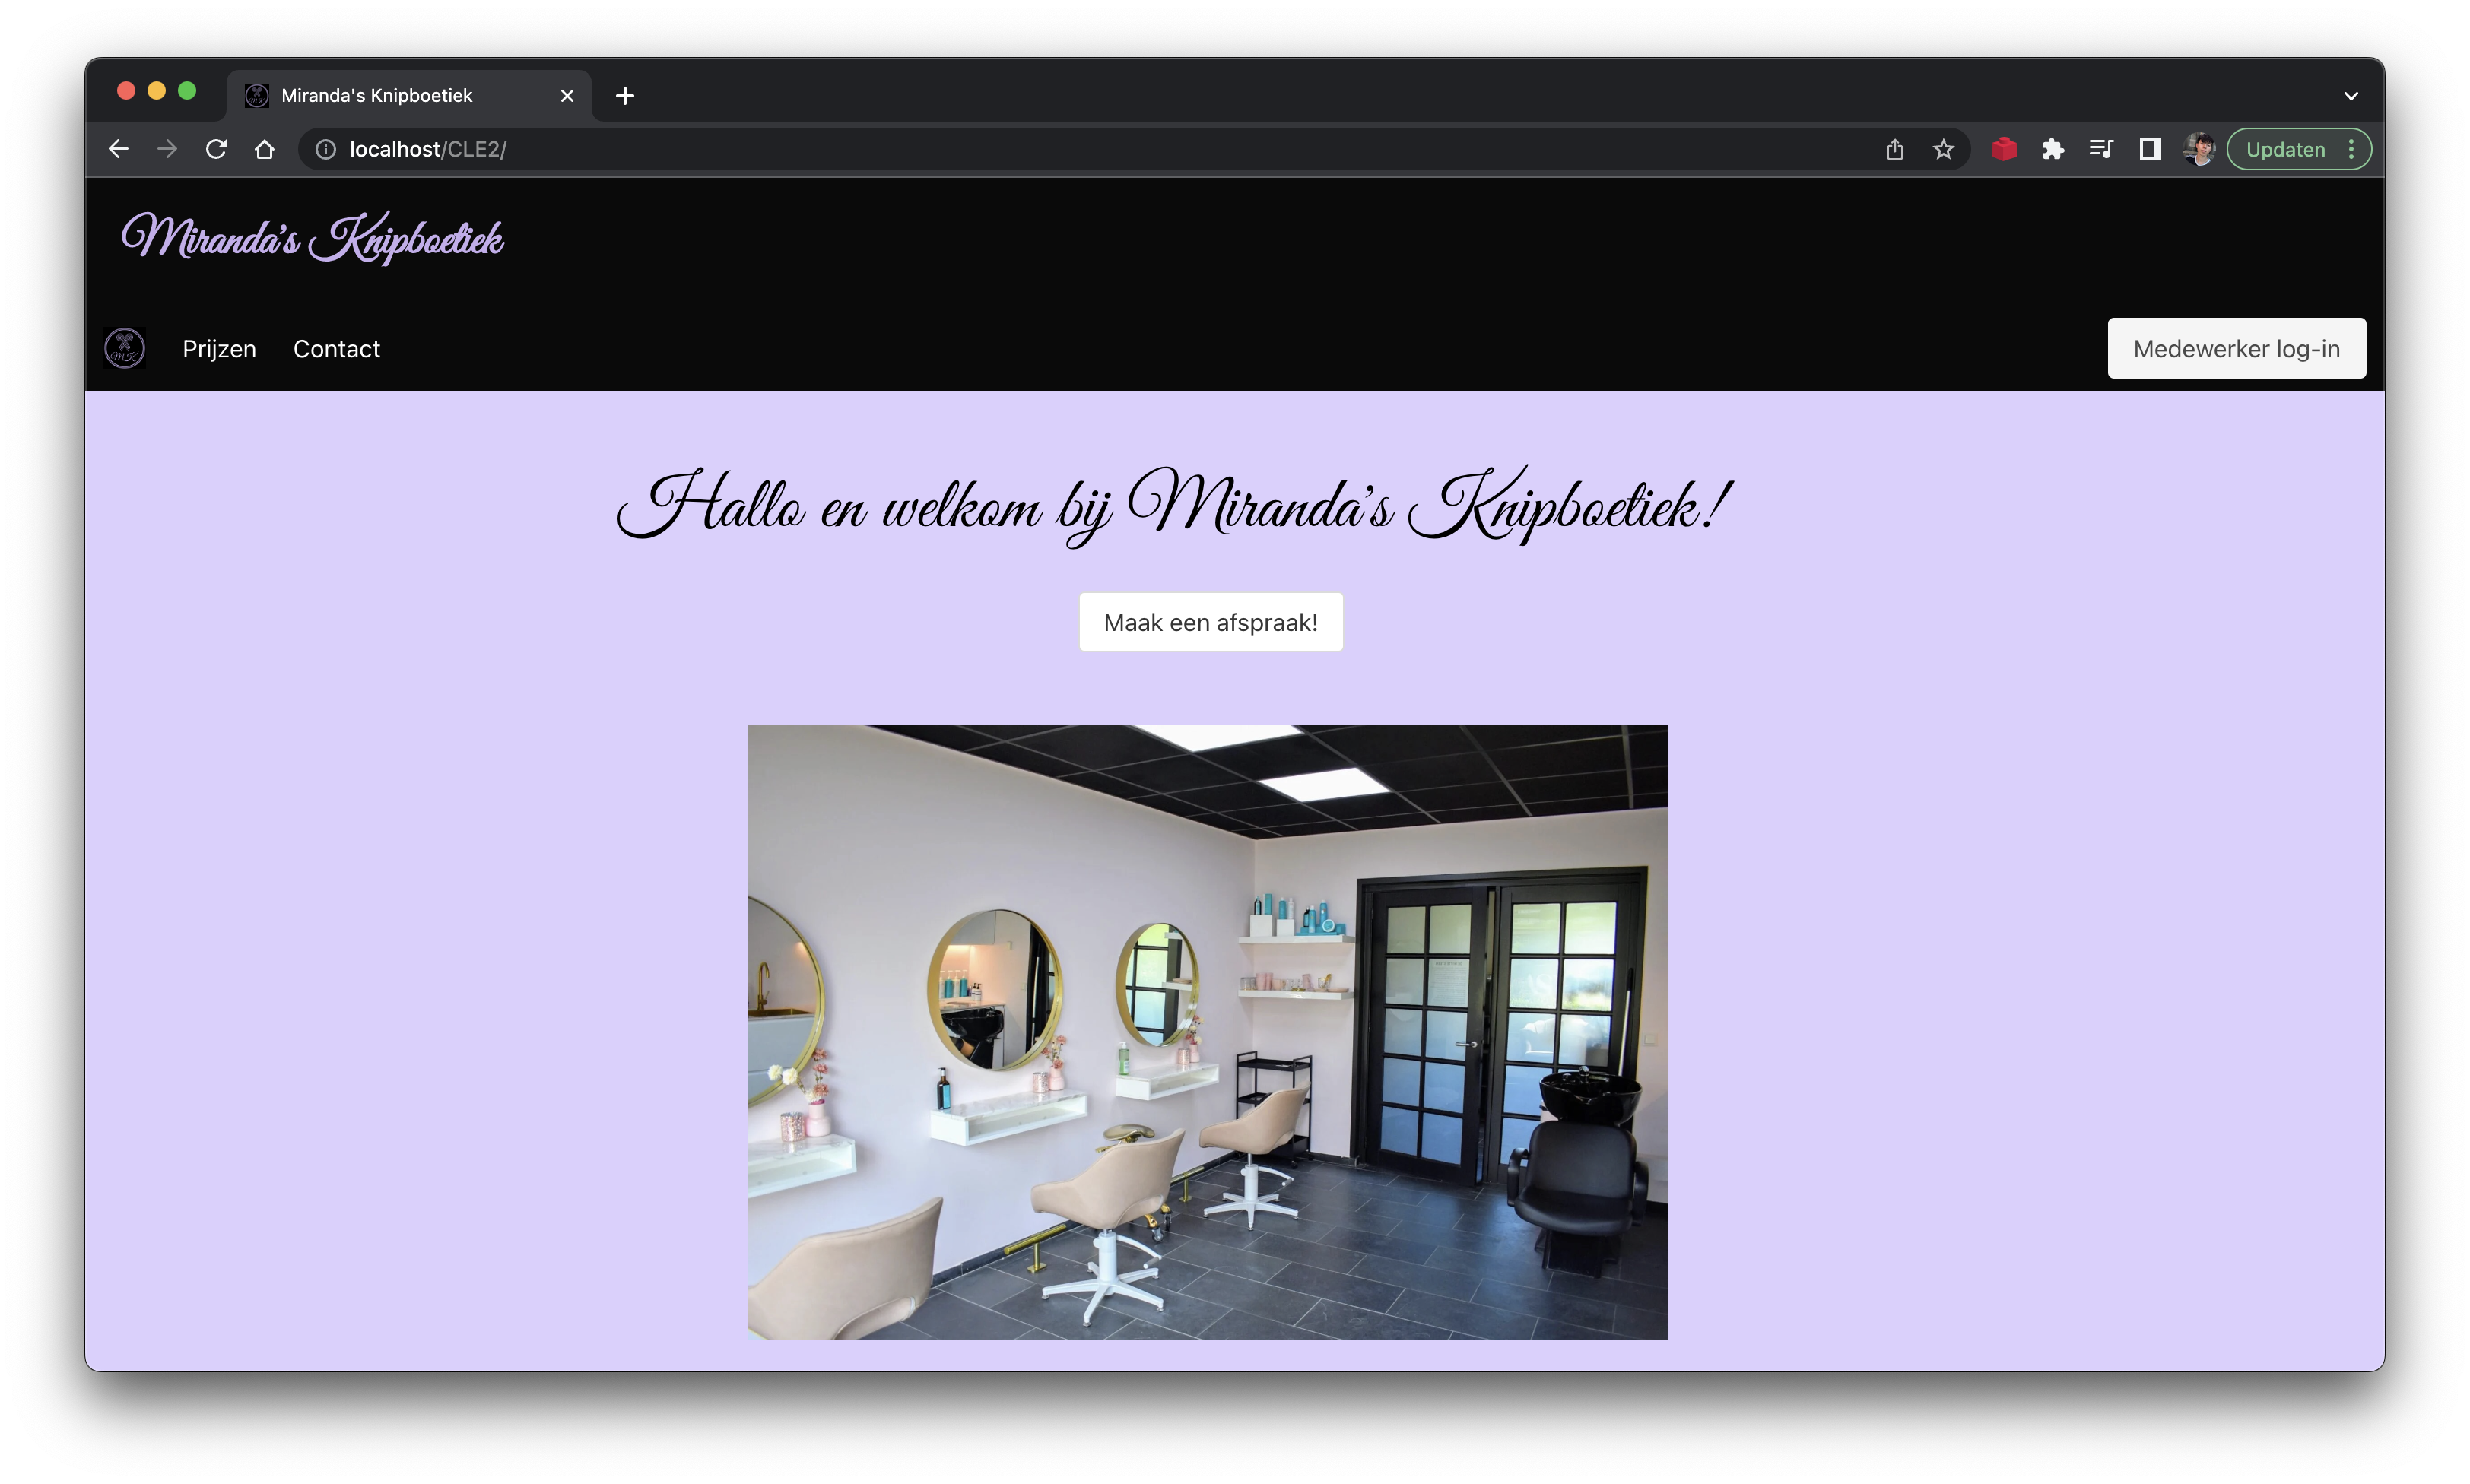 Miranda's Knipboetiek
localhost/CLE2/
Updaten
Miranda's Knipboetiek
MK
Prijzen
Contact
Medewerker log-in
Hallo en welkom bij Miranda's Knipboetiek!
Maak een afspraak!